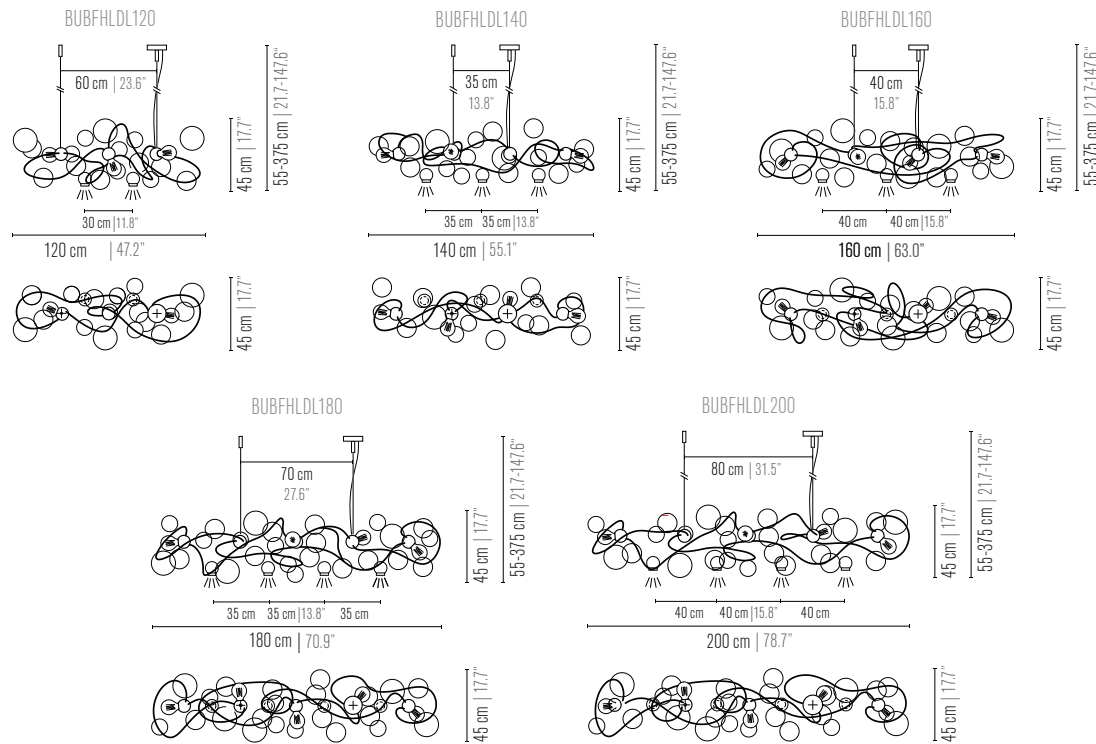 BUBFHLDL120
60 cm | 23.6"
45 cm | 17.7"
55-375 cm | 21.7-147.6"
30 cm | 11.8"
120 cm | 47.2"
45 cm | 17.7"
BUBFHLDL140
35 cm
13.8"
45 cm | 17.7"
55-375 cm | 21.7-147.6"
35 cm 35 cm | 13.8"
140 cm | 55.1"
45 cm | 17.7"
BUBFHLDL160
40 cm
15.8"
45 cm | 17.7"
55-375 cm | 21.7-147.6"
40 cm 40 cm | 15.8"
160 cm | 63.0"
45 cm | 17.7"
BUBFHLDL180
70 cm
27.6"
45 cm | 17.7"
55-375 cm | 21.7-147.6"
35 cm 35 cm | 13.8" 35 cm
180 cm | 70.9"
45 cm | 17.7"
BUBFHLDL200
80 cm | 31.5"
45 cm | 17.7"
55-375 cm | 21.7-147.6"
40 cm 40 cm | 15.8" 40 cm
200 cm | 78.7"
45 cm | 17.7"